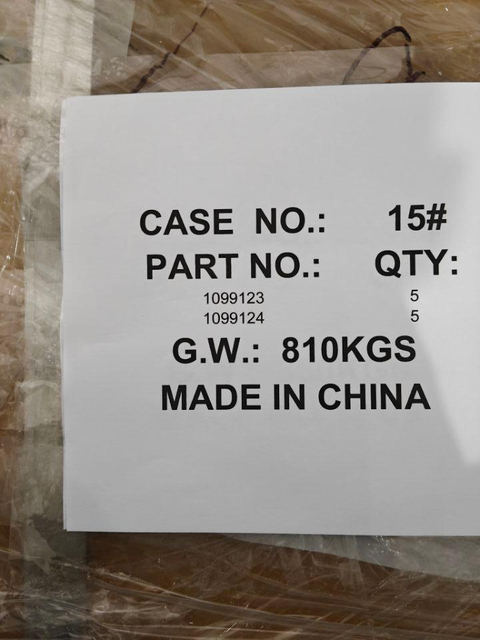 CASE NO.: 15#
PART NO.: QTY:
1099123 5
1099124 5
G.W.: 810KGS
MADE IN CHINA